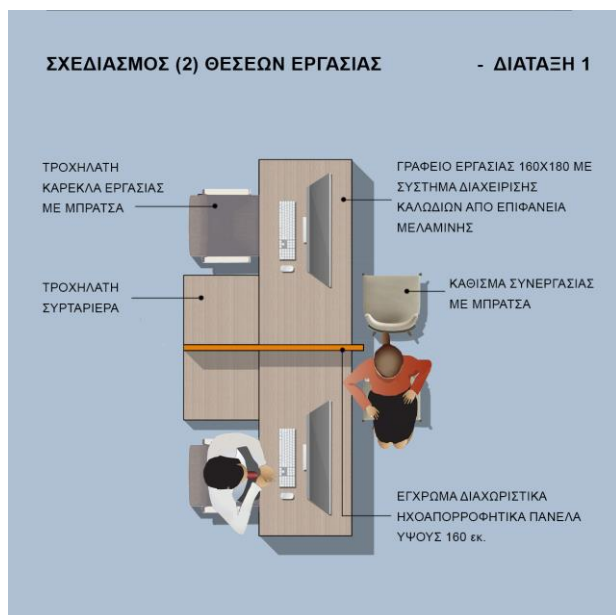 ΣΧΕΔΙΑΣΜΟΣ (2) ΘΕΣΕΩΝ ΕΡΓΑΣΙΑΣ - ΔΙΑΤΑΞΗ 1
ΤΡΟΧΗΛΑΤΗ
ΚΑΡΕΚΛΑ ΕΡΓΑΣΙΑΣ
ΜΕ ΜΠΡΑΤΣΑ
ΓΡΑΦΕΙΟ ΕΡΓΑΣΙΑΣ 160X180 ΜΕ
ΣΥΣΤΗΜΑ ΔΙΑΧΕΙΡΙΣΗΣ
ΚΑΛΩΔΙΩΝ ΑΠΟ ΕΠΙΦΑΝΕΙΑ
ΜΕΛΑΜΙΝΗΣ
ΤΡΟΧΗΛΑΤΗ
ΣΥΡΤΑΡΙΕΡΑ
ΚΑΘΙΣΜΑ ΣΥΝΕΡΓΑΣΙΑΣ
ΜΕ ΜΠΡΑΤΣΑ
ΕΓΧΡΩΜΑ ΔΙΑΧΩΡΙΣΤΙΚΑ
ΗΧΟΑΠΟΡΡΟΦΗΤΙΚΑ ΠΑΝΕΛΑ
ΥΨΟΥΣ 160 εκ.